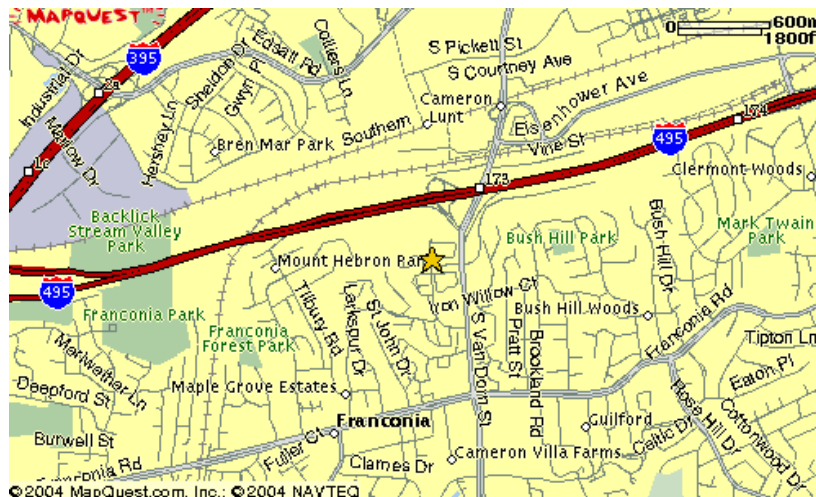 MAPQUEST
600m
0
1800ft
395
Industrial Dr
Sheldon Dr
Edsall Rd
Gwyn Pl
Colliers Ln
S Pickett St
S Courtney Ave
2a
Cameron
Lunt
Eisenhower Ave
174
Marlow Dr
Hershey Ln
Bren Mar Park
Southern
Vine St
495
1c
173
Clermont Woods
Backlick
Stream Valley
Park
Bush Hill Park
Bush Hill Dr
Mark Twain
Park
Mount Hebron Park
495
Franconia Park
Tilbury Rd
Larkspur Dr
St John Dr
Iron Willow Ct
Bush Hill Woods
Franconia Rd
Franconia
Forest Park
S Van Dorn St
Pratt St
Brookland Rd
Tipton Ln
Meriwether Ln
Deepford St
Maple Grove Estates
Eaton Pl
Franconia
Guilford
Rose Hill Dr
Cottonwood Dr
Burwell St
Fuller Ct
Celtic Dr
Franconia Rd
Clames Dr
Cameron Villa Farms
©2004 MapQuest.com, Inc.; ©2004 NAVTEQ